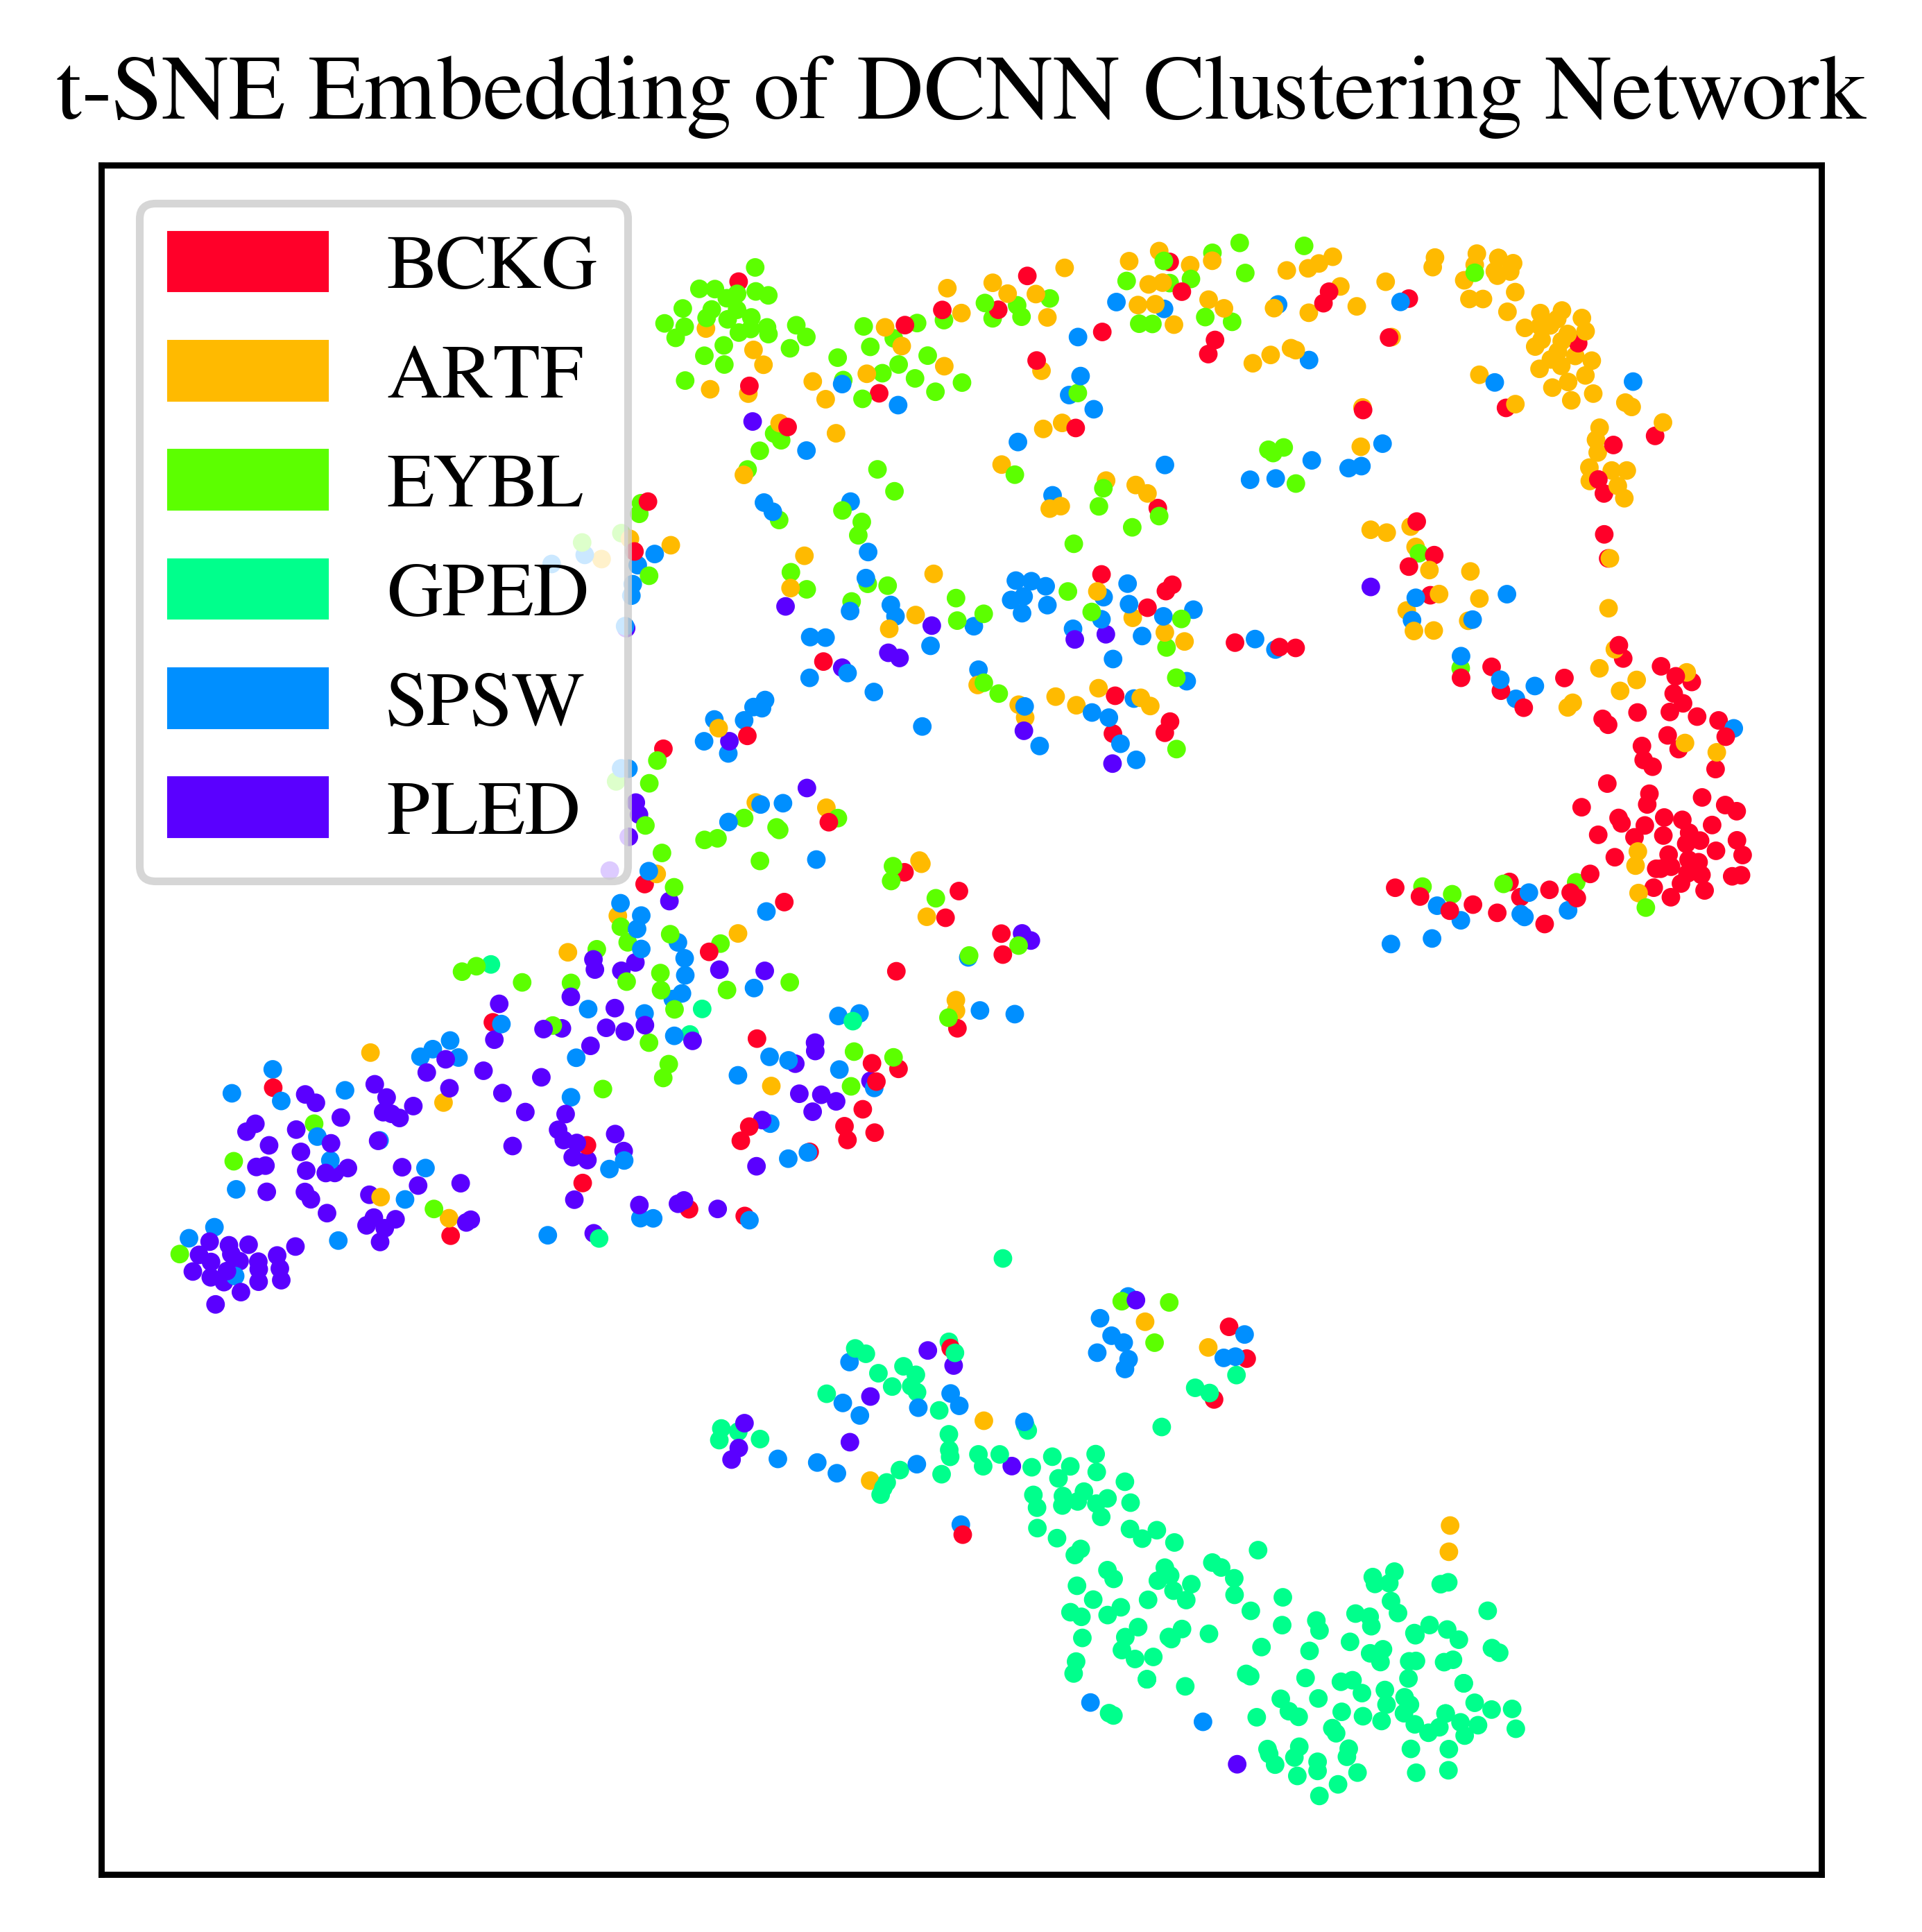 t-SNE Embedding of DCNN Clustering Network
BCKG
ARTF
EYBL
GPED
SPSW
PLED